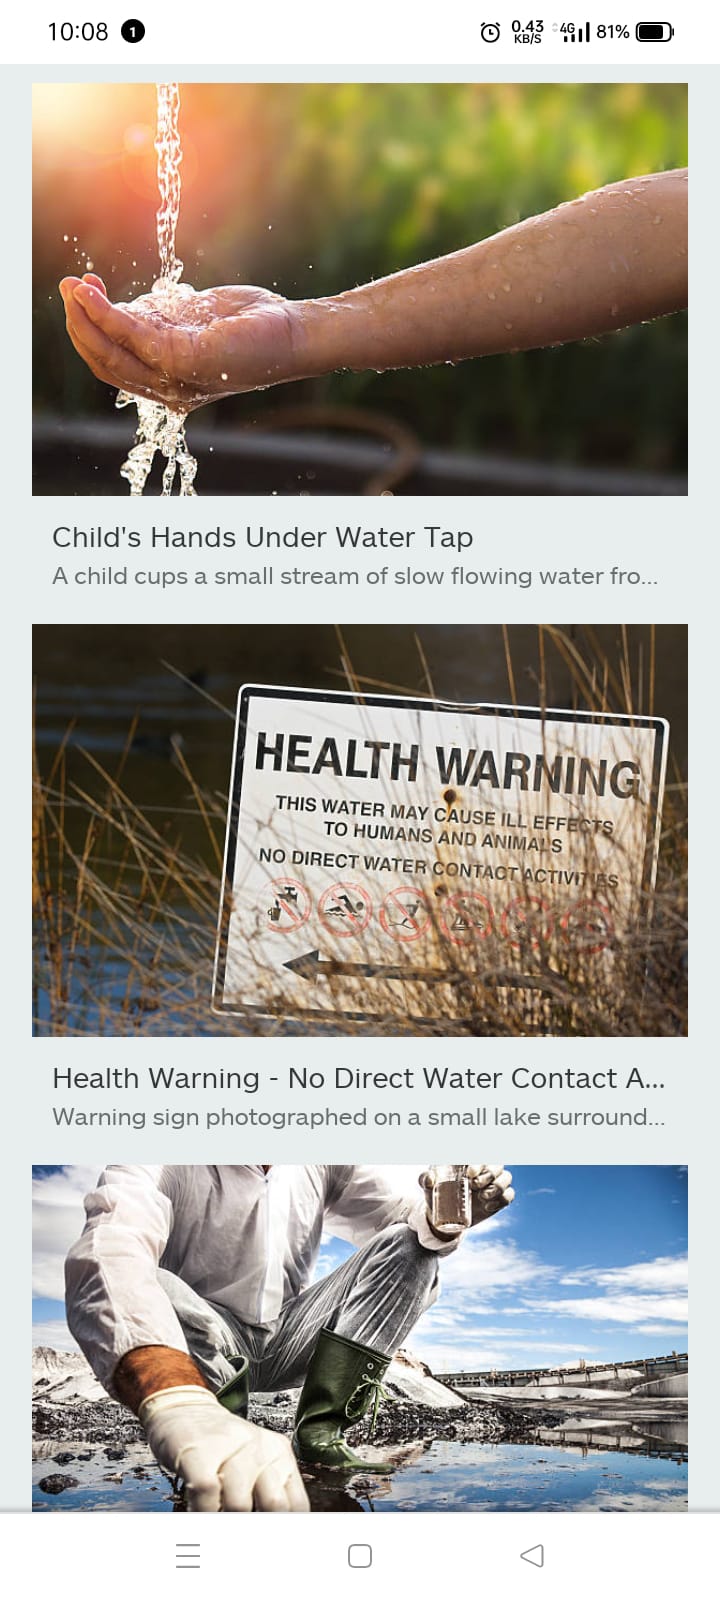 10:08 1 0.43 KB/S 4G 81%
Child's Hands Under Water Tap
A child cups a small stream of slow flowing water fro...
HEALTH WARNING
THIS WATER MAY CAUSE ILL EFFECTS
TO HUMANS AND ANIMALS
NO DIRECT WATER CONTACT ACTIVITIES
Health Warning - No Direct Water Contact A...
Warning sign photographed on a small lake surround...